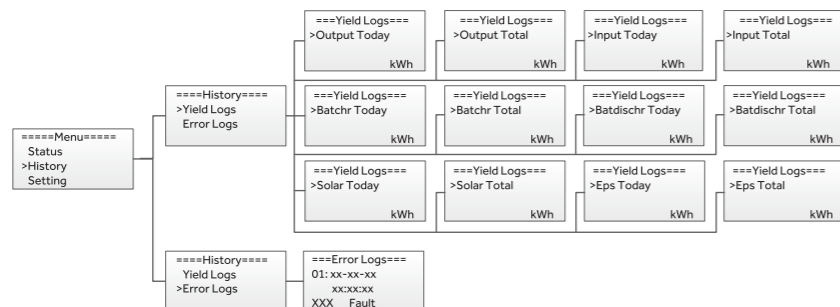 =====Menu=====
Status
>History
Setting
====History====
>Yield Logs
Error Logs
===Yield Logs===
>Output Today
kWh
===Yield Logs===
>Output Total
kWh
===Yield Logs===
>Input Today
kWh
===Yield Logs===
>Input Total
kWh
===Yield Logs===
>Batchr Today
kWh
===Yield Logs===
>Batchr Total
kWh
===Yield Logs===
>Batdischr Today
kWh
===Yield Logs===
>Batdischr Total
kWh
===Yield Logs===
>Solar Today
kWh
===Yield Logs===
>Solar Total
kWh
===Yield Logs===
>Eps Today
kWh
===Yield Logs===
>Eps Total
kWh
====History====
Yield Logs
>Error Logs
===Error Logs===
01: xx-xx-xx
xx:xx:xx
XXX Fault